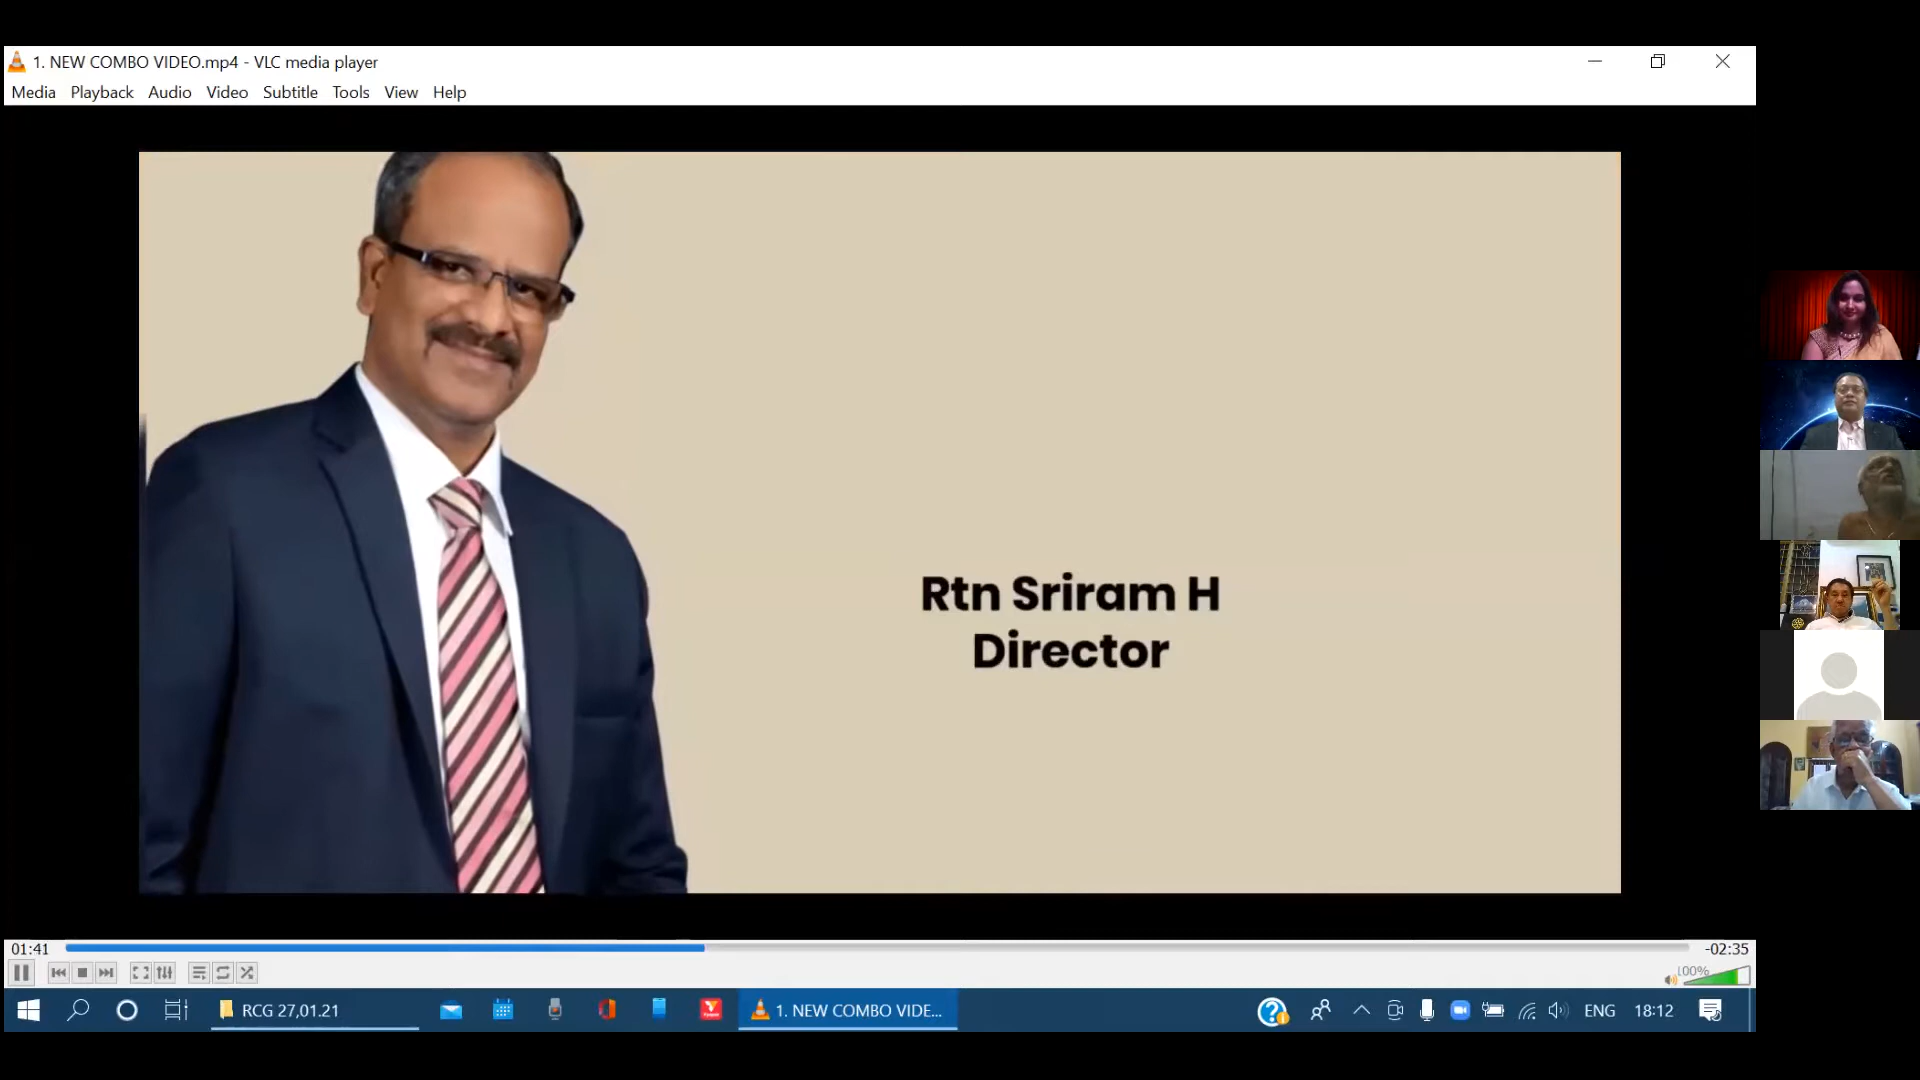 1. NEW COMBO VIDEO.mp4 - VLC media player
Media Playback Audio Video Subtitle Tools View Help
Rtn Sriram H
Director
01:41
-02:35
100%
RCG 27,01.21
1. NEW COMBO VIDE...
ENG
18:12